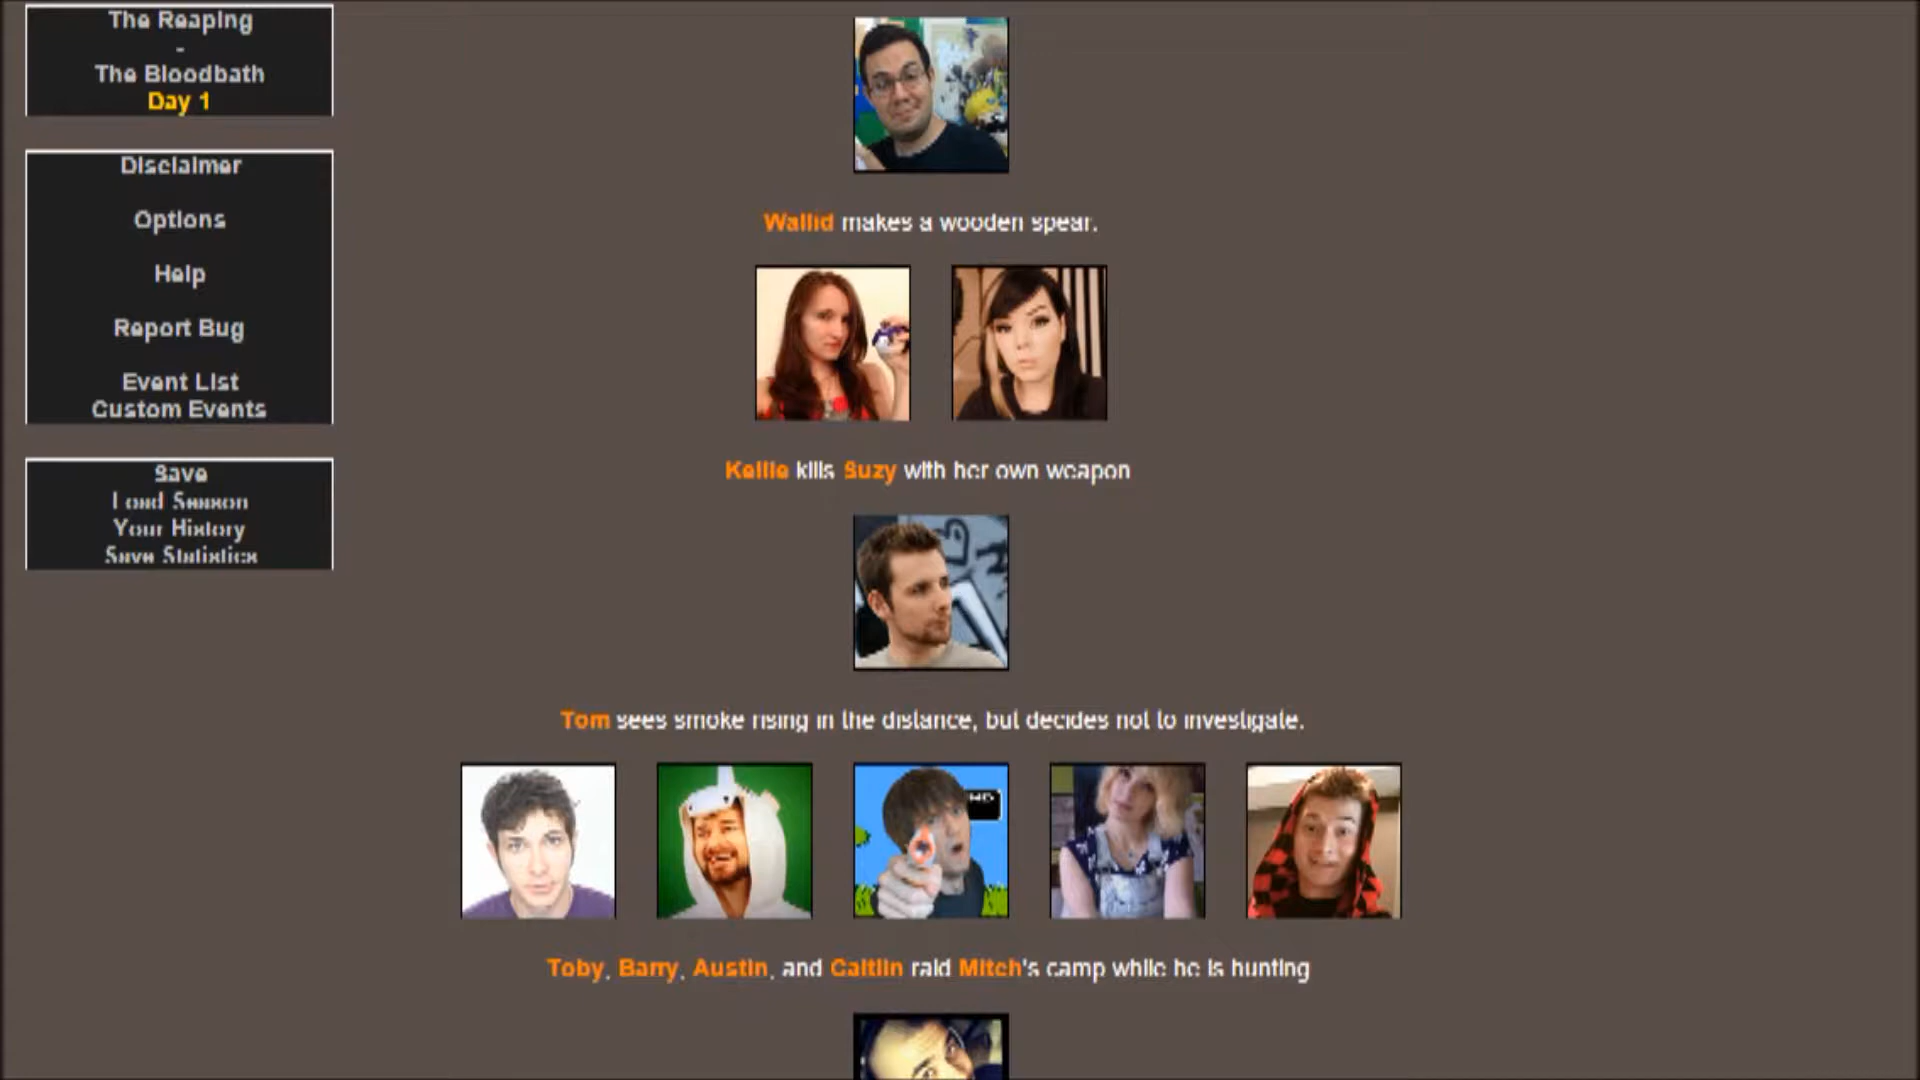 The Reaping
-
The Bloodbath
Day 1
Disclaimer
Options
Help
Report Bug
Event List
Custom Events
Save
Load Season
Your History
Save Statistics
Wallid makes a wooden spear.
Kellie kills Suzy with her own weapon
Tom sees smoke rising in the distance, but decides not to investigate.
HD
Toby, Barry, Austin, and Caitlin raid Mitch's camp while he is hunting